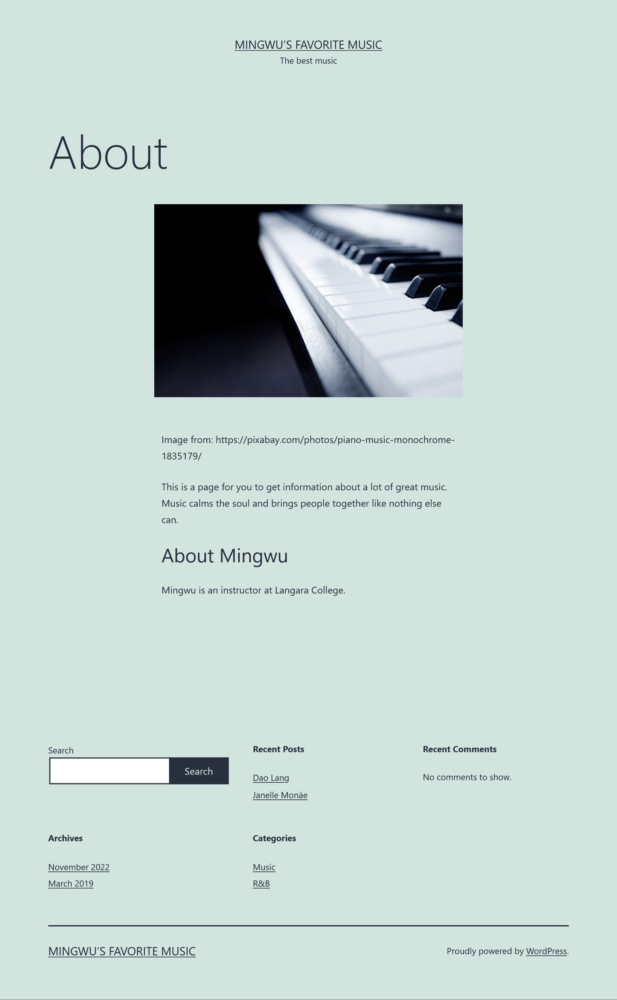 MINGWU’S FAVORITE MUSIC
The best music
About
Image from: https://pixabay.com/photos/piano-music-monochrome-
1835179/
This is a page for you to get information about a lot of great music.
Music calms the soul and brings people together like nothing else
can.
About Mingwu
Mingwu is an instructor at Langara College.
Search
Search
Recent Posts
Dao Lang
Janelle Monáe
Recent Comments
No comments to show.
Archives
November 2022
March 2019
Categories
Music
R&B
MINGWU’S FAVORITE MUSIC
Proudly powered by WordPress.